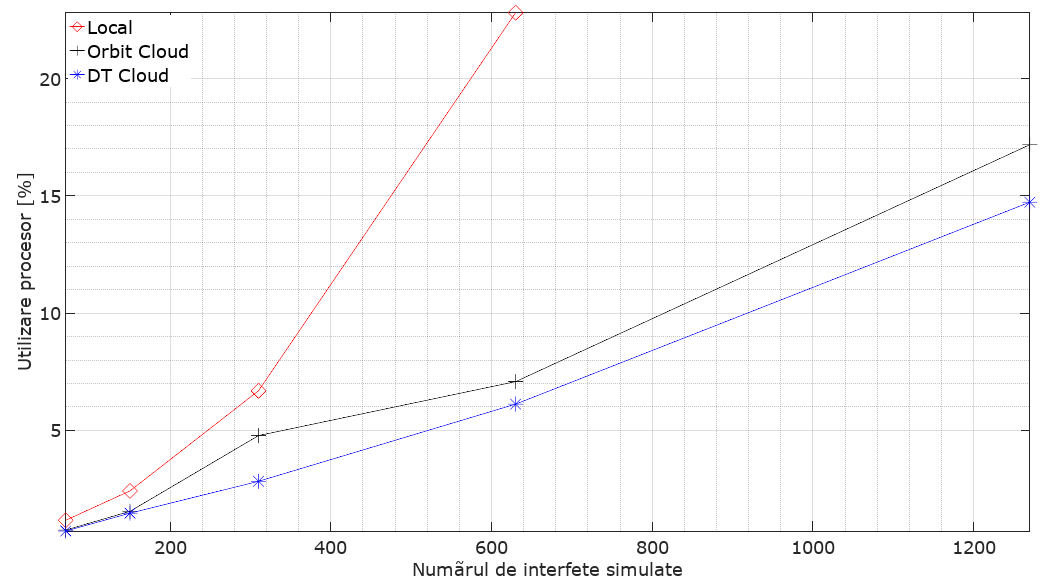 Local
Orbit Cloud
DT Cloud
20
15
10
5
Utilizare procesor [%]
200 400 600 800 1000 1200
Numãrul de interfete simulate